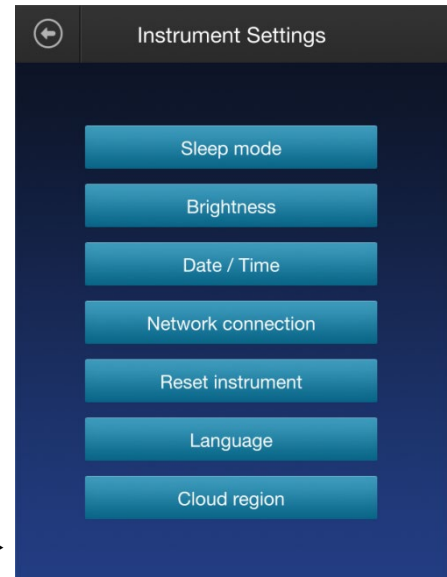 Instrument Settings
Sleep mode
Brightness
Date / Time
Network connection
Reset instrument
Language
Cloud region